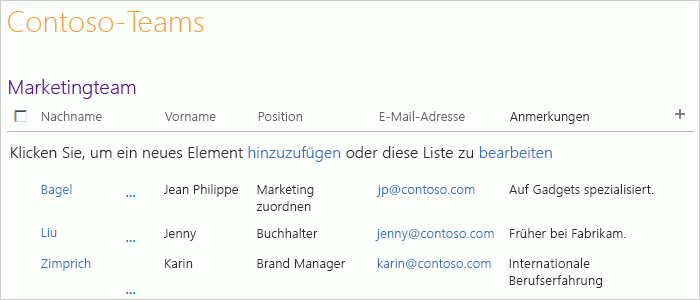 Contoso-Teams
Marketingteam
Nachname Vorname Position E-Mail-Adresse Anmerkungen +
Klicken Sie, um ein neues Element hinzuzufügen oder diese Liste zu bearbeiten
Bagel ... Jean Philippe Marketing jp@contoso.com Auf Gadgets spezialisiert.
zuordnen
Liu ... Jenny Buchhalter jenny@contoso.com Früher bei Fabrikam.
Zimprich ... Karin Brand Manager karin@contoso.com Internationale
Berufserfahrung